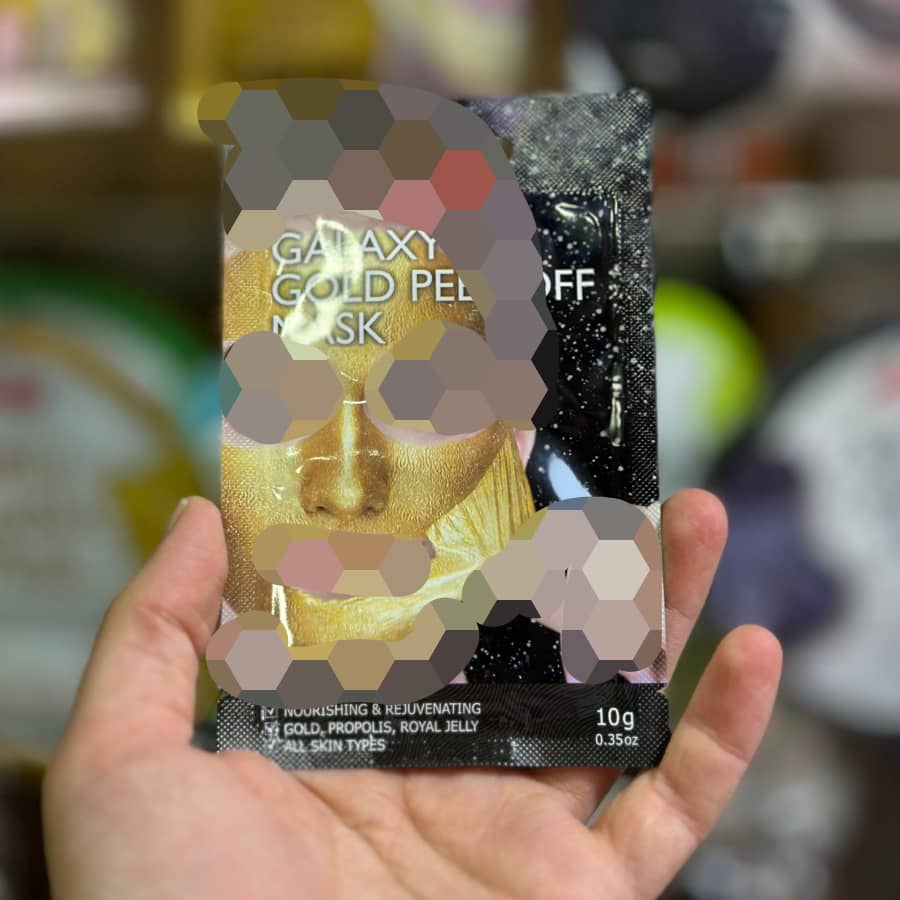 GALAXY
GOLD PEEL OFF
MASK
NOURISHING & REJUVENATING
GOLD, PROPOLIS, ROYAL JELLY
ALL SKIN TYPES
10g
0.35oz